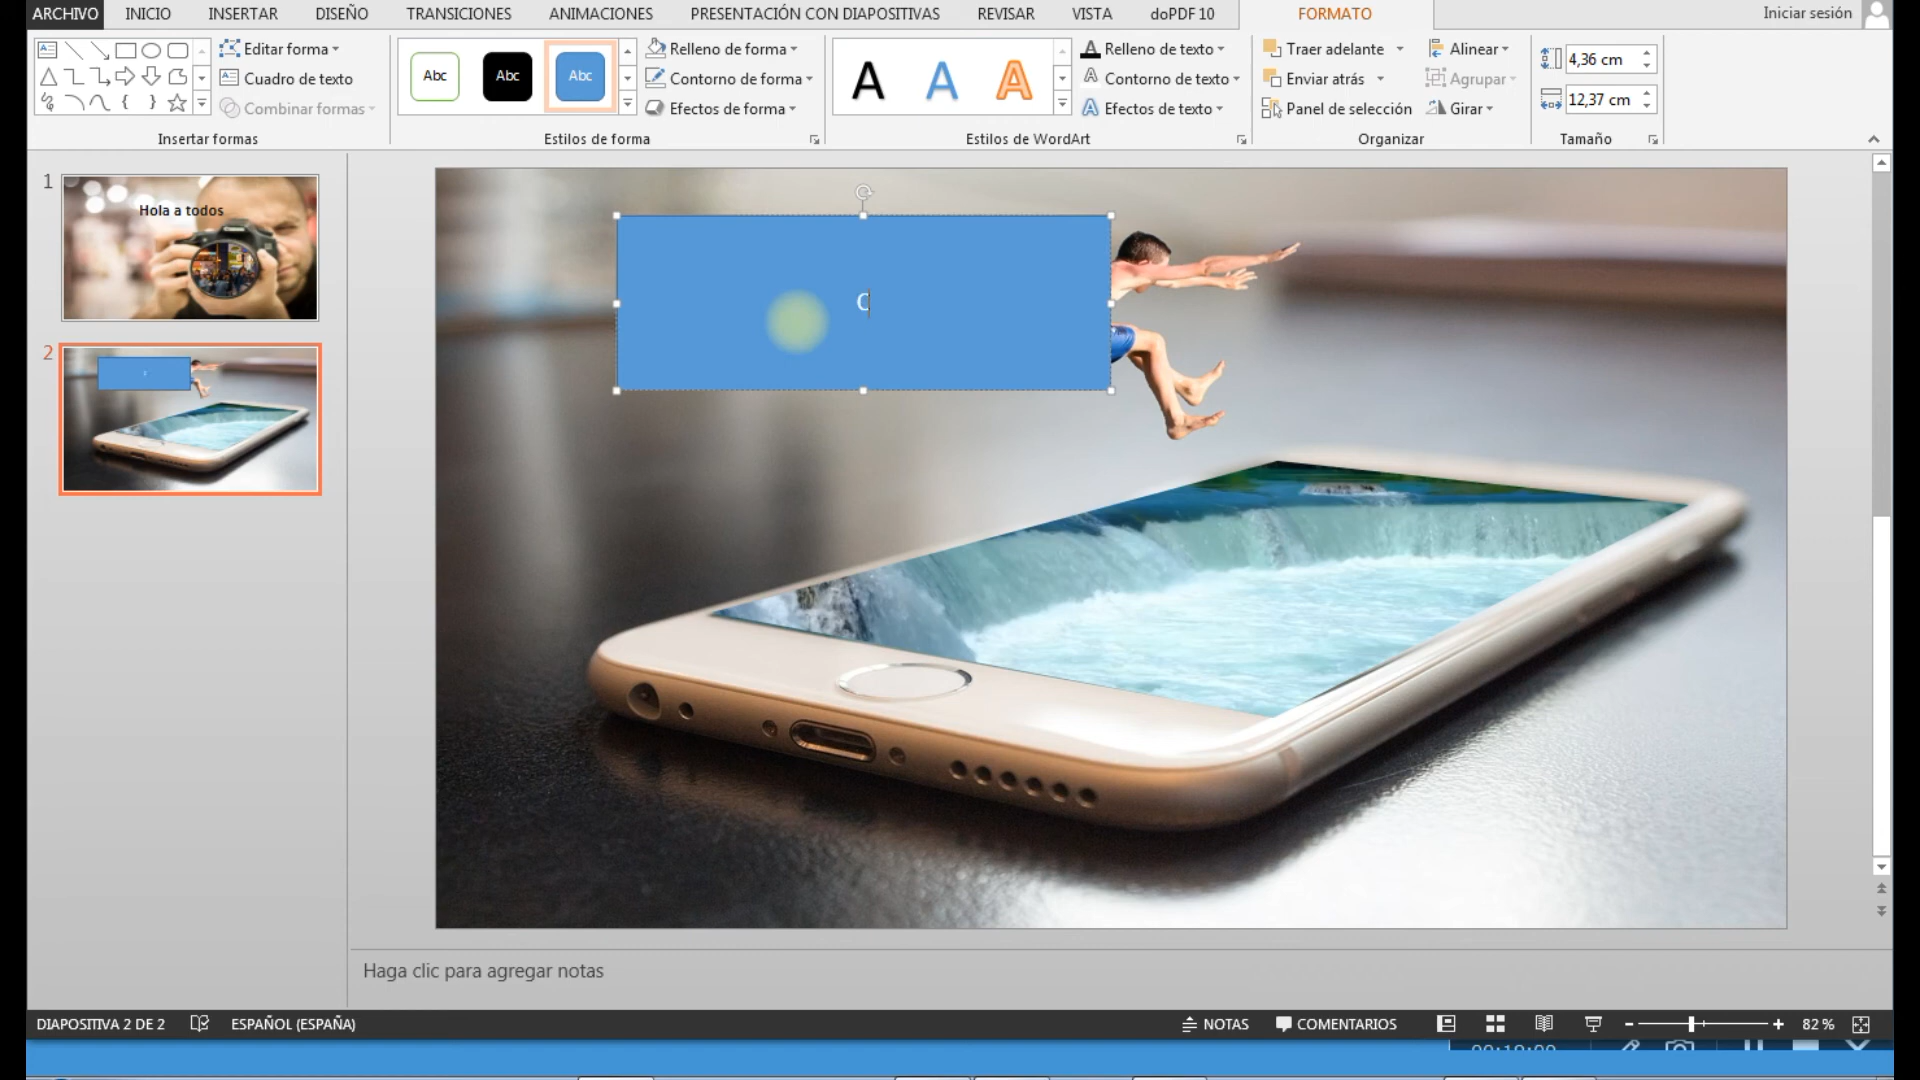 ARCHIVO INICIO INSERTAR DISEÑO TRANSICIONES ANIMACIONES PRESENTACIÓN CON DIAPOSITIVAS REVISAR VISTA doPDF 10 FORMATO Iniciar sesión
Editar forma
Cuadro de texto
Combinar formas
Insertar formas
Abc Abc Abc
Relleno de forma
Contorno de forma
Efectos de forma
Estilos de forma
A A A
Relleno de texto
Contorno de texto
Efectos de texto
Estilos de WordArt
Traer adelante
Enviar atrás
Panel de selección
Alinear
Agrupar
Girar
Organizar
4,36 cm
12,37 cm
Tamaño
1
Hola a todos
2
C
Haga clic para agregar notas
DIAPOSITIVA 2 DE 2 ESPAÑOL (ESPAÑA) NOTAS COMENTARIOS 82 %